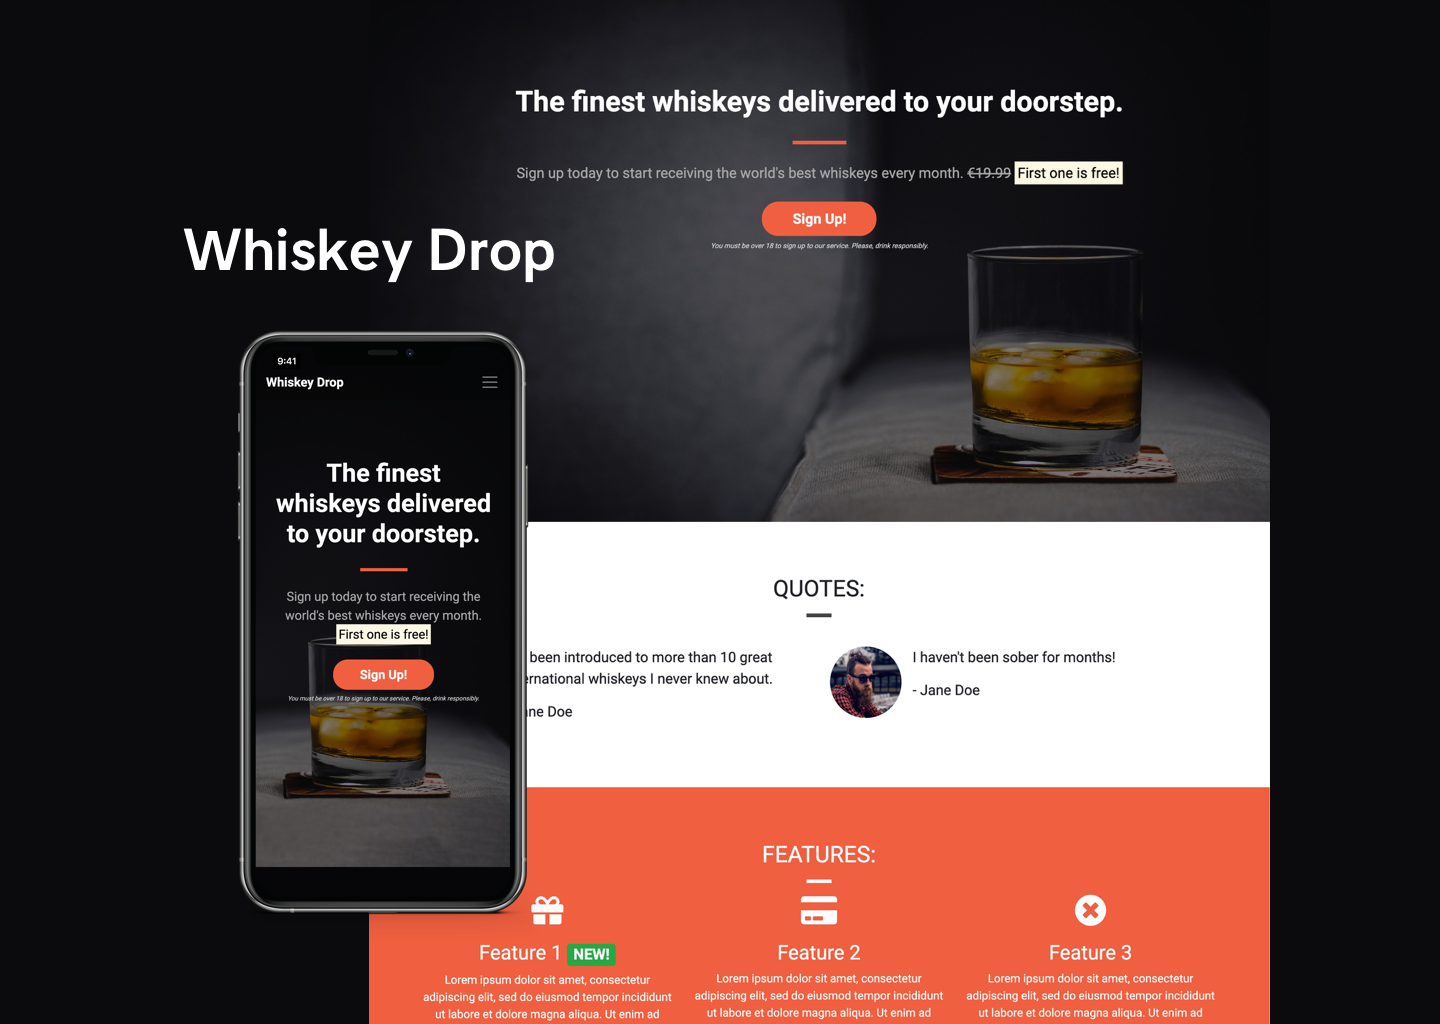 The finest whiskeys delivered to your doorstep.
Sign up today to start receiving the world's best whiskeys every month. €19.99 First one is free!
Sign Up!
You must be over 18 to sign up to our service. Please, drink responsibly.
Whiskey Drop
9:41
Whiskey Drop
The finest
whiskeys delivered
to your doorstep.
Sign up today to start receiving the
world's best whiskeys every month.
First one is free!
Sign Up!
You must be over 18 to sign up to our service. Please, drink responsibly.
QUOTES:
been introduced to more than 10 great
whiskeys I never knew about.
Doe
I haven't been sober for months!
- Jane Doe
FEATURES:
Feature 1 NEW!
Lorem ipsum dolor sit amet, consectetur
adipiscing elit, sed do eiusmod tempor incididunt
ut labore et dolore magna aliqua. Ut enim ad
Feature 2
Lorem ipsum dolor sit amet, consectetur
adipiscing elit, sed do eiusmod tempor incididunt
ut labore et dolore magna aliqua. Ut enim ad
Feature 3
Lorem ipsum dolor sit amet, consectetur
adipiscing elit, sed do eiusmod tempor incididunt
ut labore et dolore magna aliqua. Ut enim ad